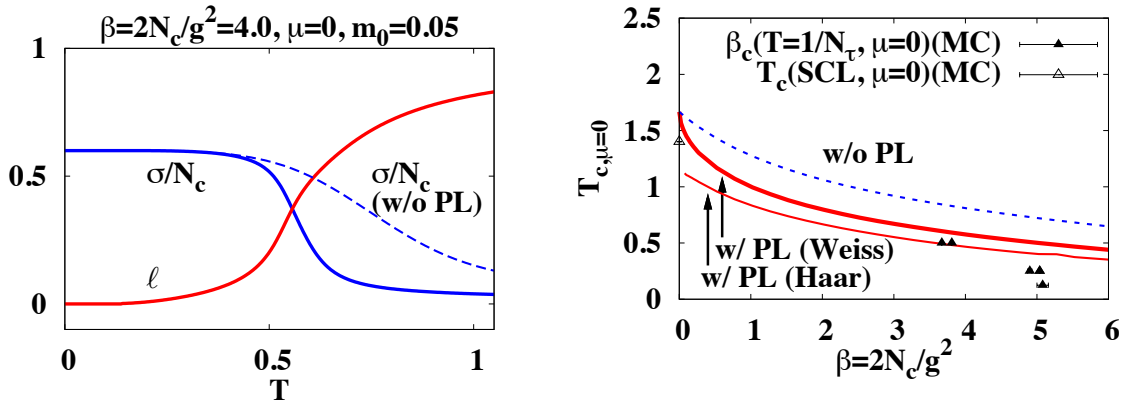 β=2N_c/g²=4.0, μ=0, m₀=0.05
1
0.5
0
σ/N_c
σ/N_c
(w/o PL)
ℓ
0
0.5
1
T
2.5
2
1.5
1
0.5
0
T_c,μ=0
β_c(T=1/N_τ, μ=0)(MC)
T_c(SCL, μ=0)(MC)
w/o PL
w/ PL (Weiss)
w/ PL (Haar)
0
1
2
3
4
5
6
β=2N_c/g²